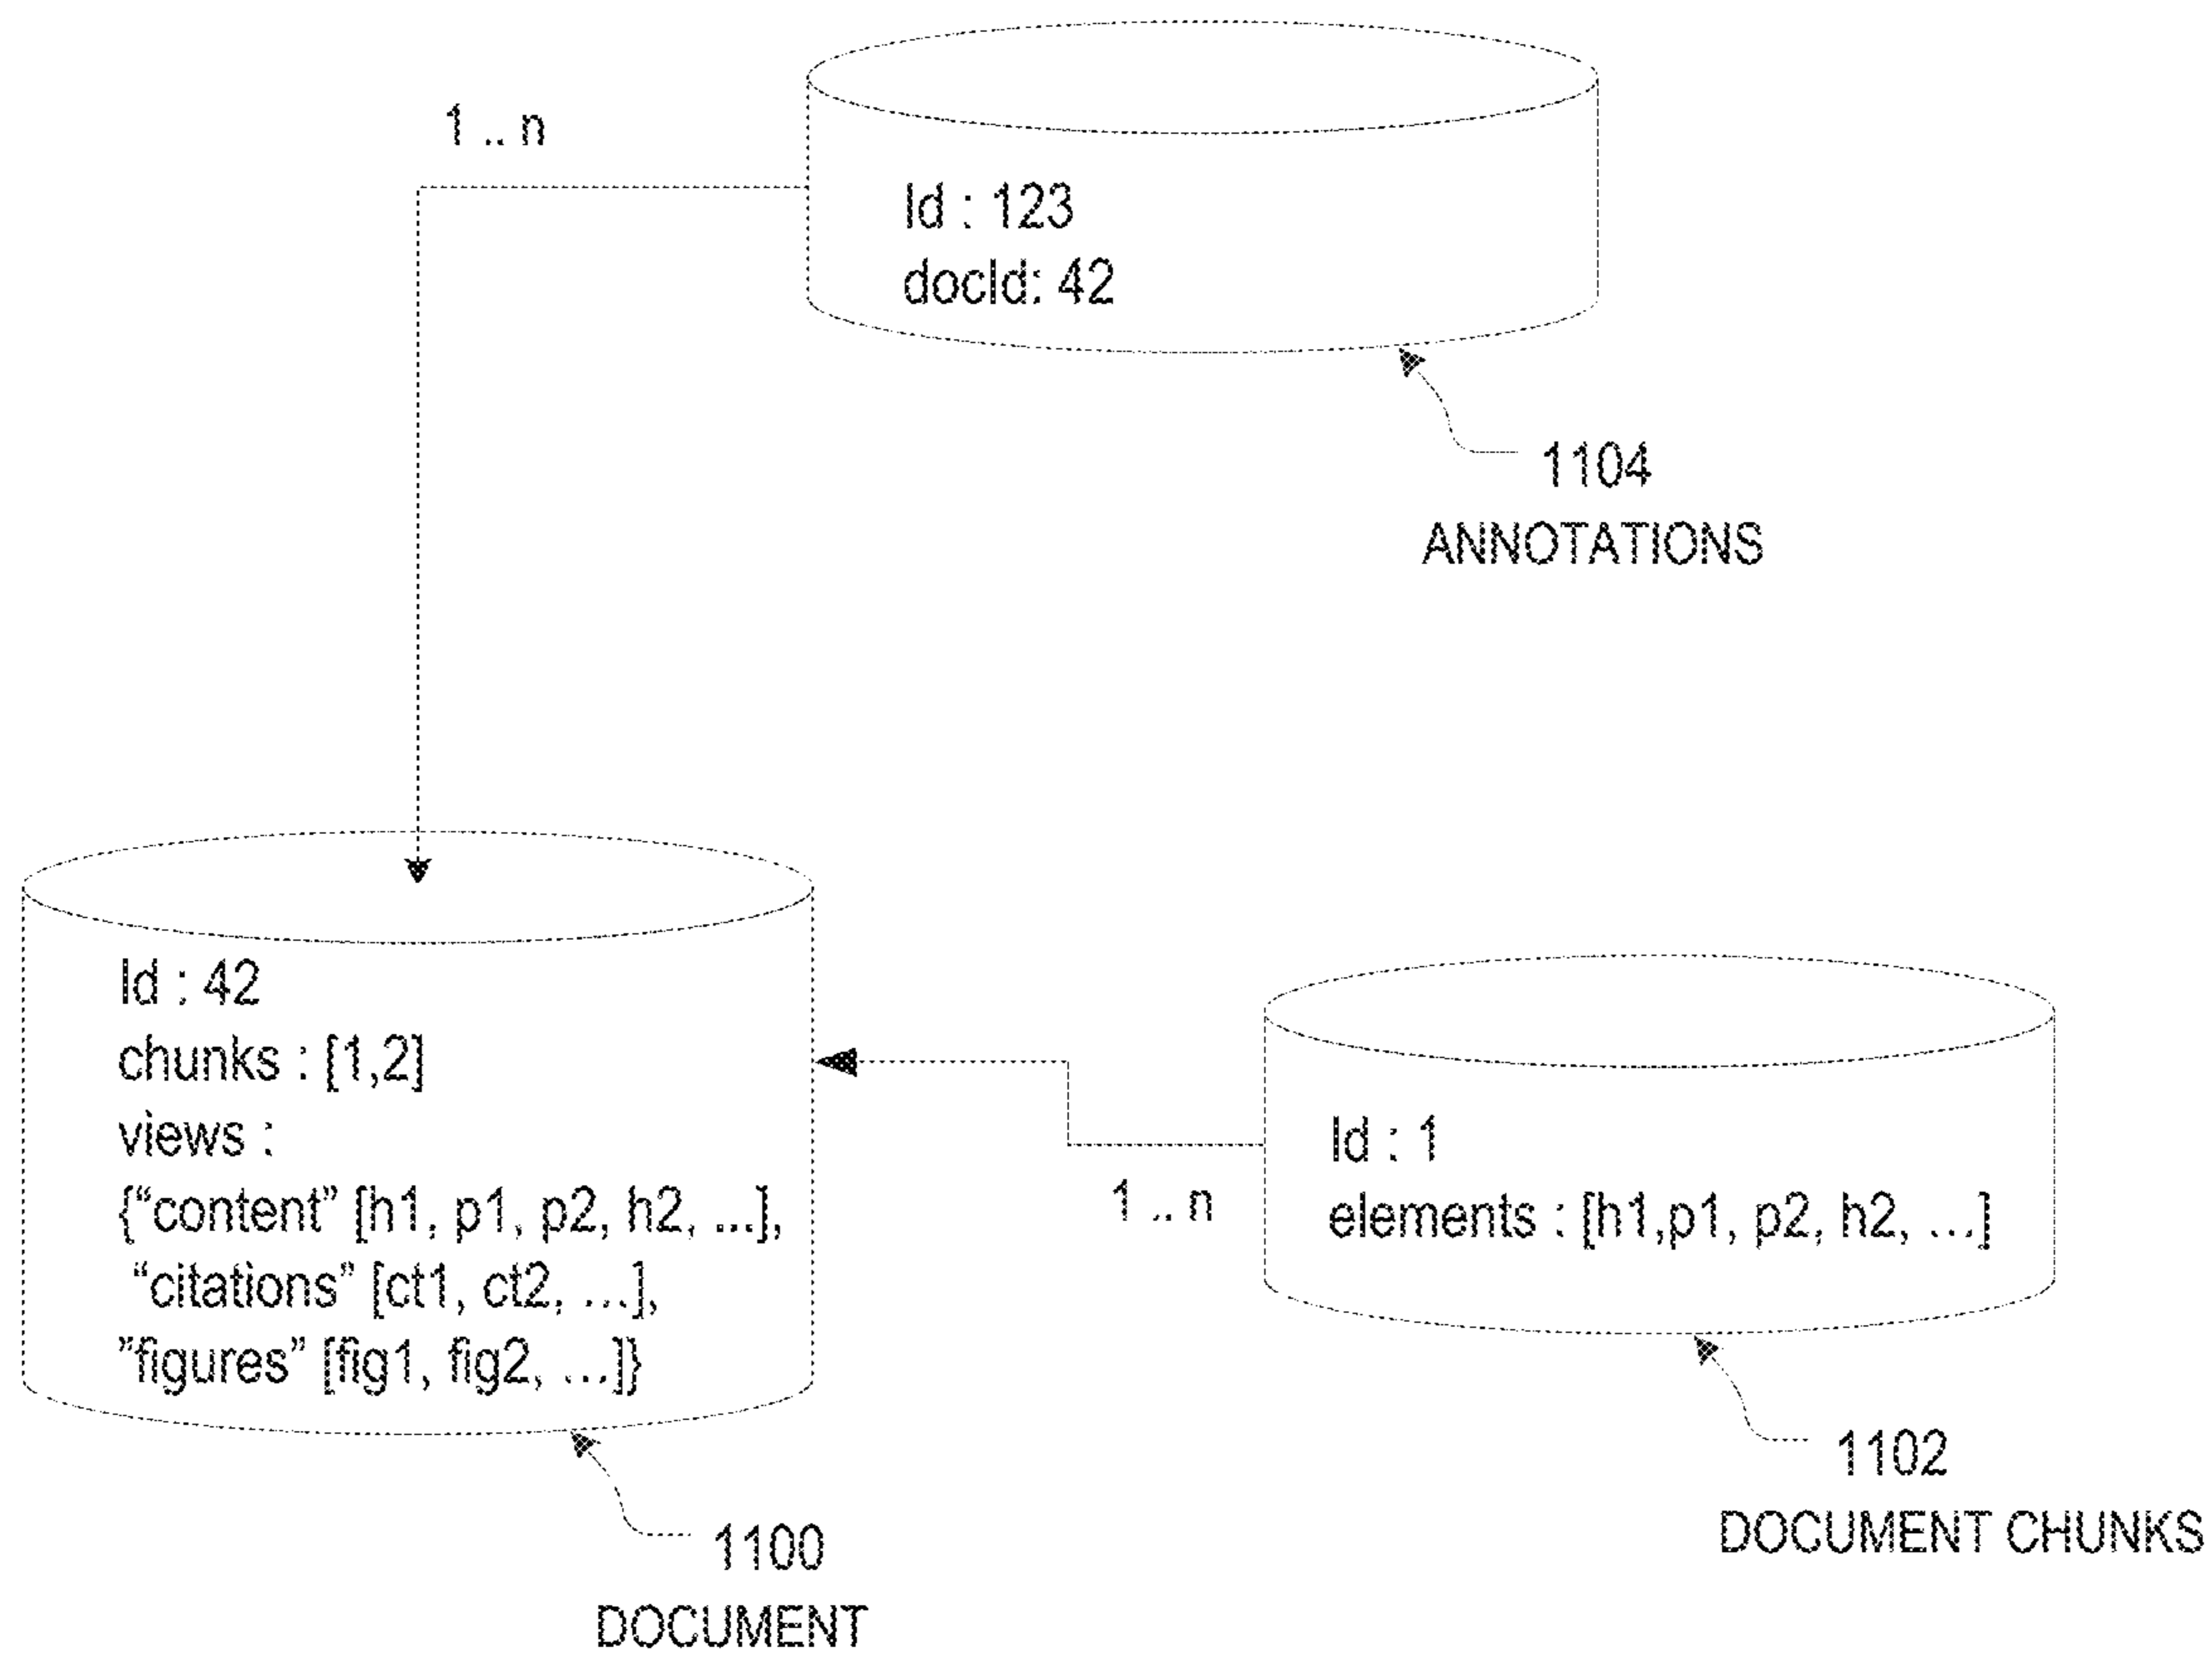 1 .. n
Id : 123
docId: 42
1104
ANNOTATIONS
Id : 42
chunks : [1,2]
views :
{“content” [h1, p1, p2, h2, ...],
“citations” [ct1, ct2, ...],
”figures” [fig1, fig2, ...]}
1100
DOCUMENT
1 .. n
Id : 1
elements : [h1,p1, p2, h2, ...]
1102
DOCUMENT CHUNKS